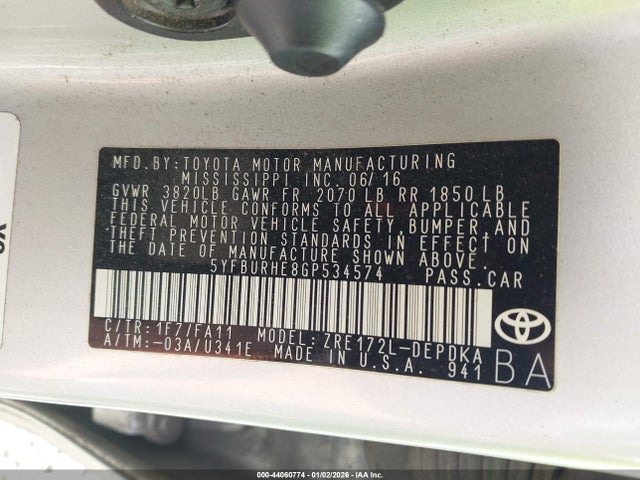 MFD.BY:TOYOTA MOTOR MANUFACTURING
MISSISSIPPI INC. 06/16
GVWR 3820LB GAWR FR 2070 LB RR 1850 LB
THIS VEHICLE CONFORMS TO ALL APPLICABLE
FEDERAL MOTOR VEHICLE SAFETY,BUMPER,AND
THEFT PREVENTION STANDARDS IN EFFECT ON
THE DATE OF MANUFACTURE SHOWN ABOVE.
5YFBURHE8GP534574 PASS.CAR
C/TR:1F7/FA11 MODEL:ZRE172L-DEPDKA
A/TM:-03A/U341E MADE IN U.S.A. 941
BA
000-44060774 | 01/02/2026 - IAA Inc.